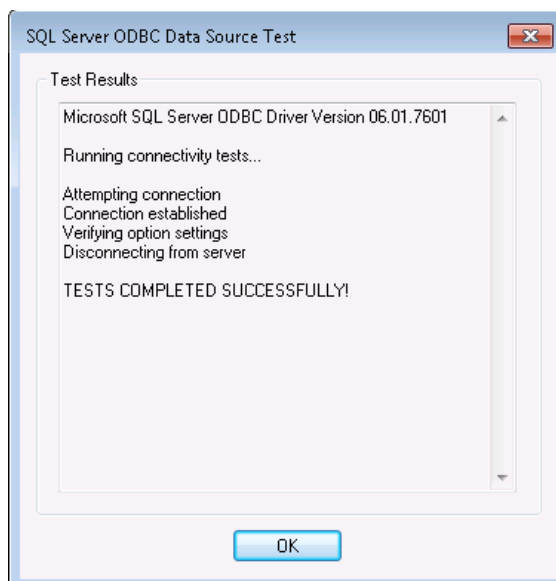 SQL Server ODBC Data Source Test
Test Results
Microsoft SQL Server ODBC Driver Version 06.01.7601
Running connectivity tests...
Attempting connection
Connection established
Verifying option settings
Disconnecting from server
TESTS COMPLETED SUCCESSFULLY!
OK